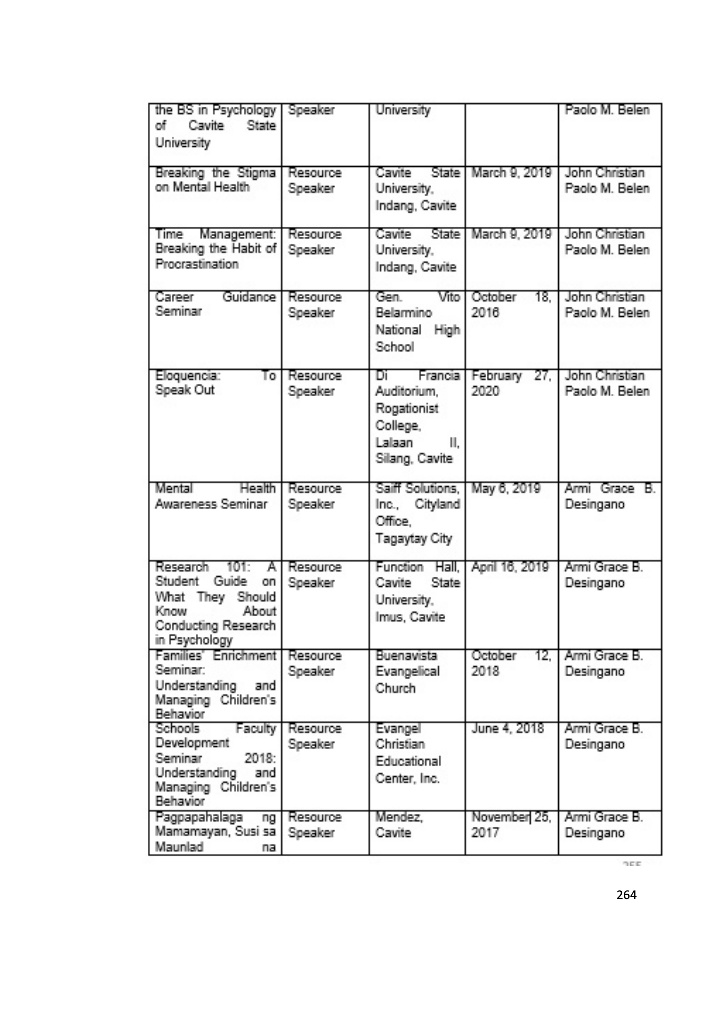 the BS in Psychology
of Cavite State
University
Speaker
University
Paolo M. Belen
Breaking the Stigma
on Mental Health
Resource
Speaker
Cavite State
University,
Indang, Cavite
March 9, 2019
John Christian
Paolo M. Belen
Time Management:
Breaking the Habit of
Procrastination
Resource
Speaker
Cavite State
University,
Indang, Cavite
March 9, 2019
John Christian
Paolo M. Belen
Career Guidance
Seminar
Resource
Speaker
Gen. Vito
Belarmino
National High
School
October 18,
2016
John Christian
Paolo M. Belen
Eloquencia: To
Speak Out
Resource
Speaker
Di Francia
Auditorium,
Rogationist
College,
Lalaan II,
Silang, Cavite
February 27,
2020
John Christian
Paolo M. Belen
Mental Health
Awareness Seminar
Resource
Speaker
Saiff Solutions,
Inc., Cityland
Office,
Tagaytay City
May 6, 2019
Armi Grace B.
Desingano
Research 101: A
Student Guide on
What They Should
Know About
Conducting Research
in Psychology
Resource
Speaker
Function Hall,
Cavite State
University,
Imus, Cavite
April 16, 2019
Armi Grace B.
Desingano
Families' Enrichment
Seminar:
Understanding and
Managing Children's
Behavior
Resource
Speaker
Buenavista
Evangelical
Church
October 12,
2018
Armi Grace B.
Desingano
Schools Faculty
Development
Seminar 2018:
Understanding and
Managing Children's
Behavior
Resource
Speaker
Evangel
Christian
Educational
Center, Inc.
June 4, 2018
Armi Grace B.
Desingano
Pagpapahalaga ng
Mamamayan, Susi sa
Maunlad na
Resource
Speaker
Mendez,
Cavite
November 25,
2017
Armi Grace B.
Desingano
264